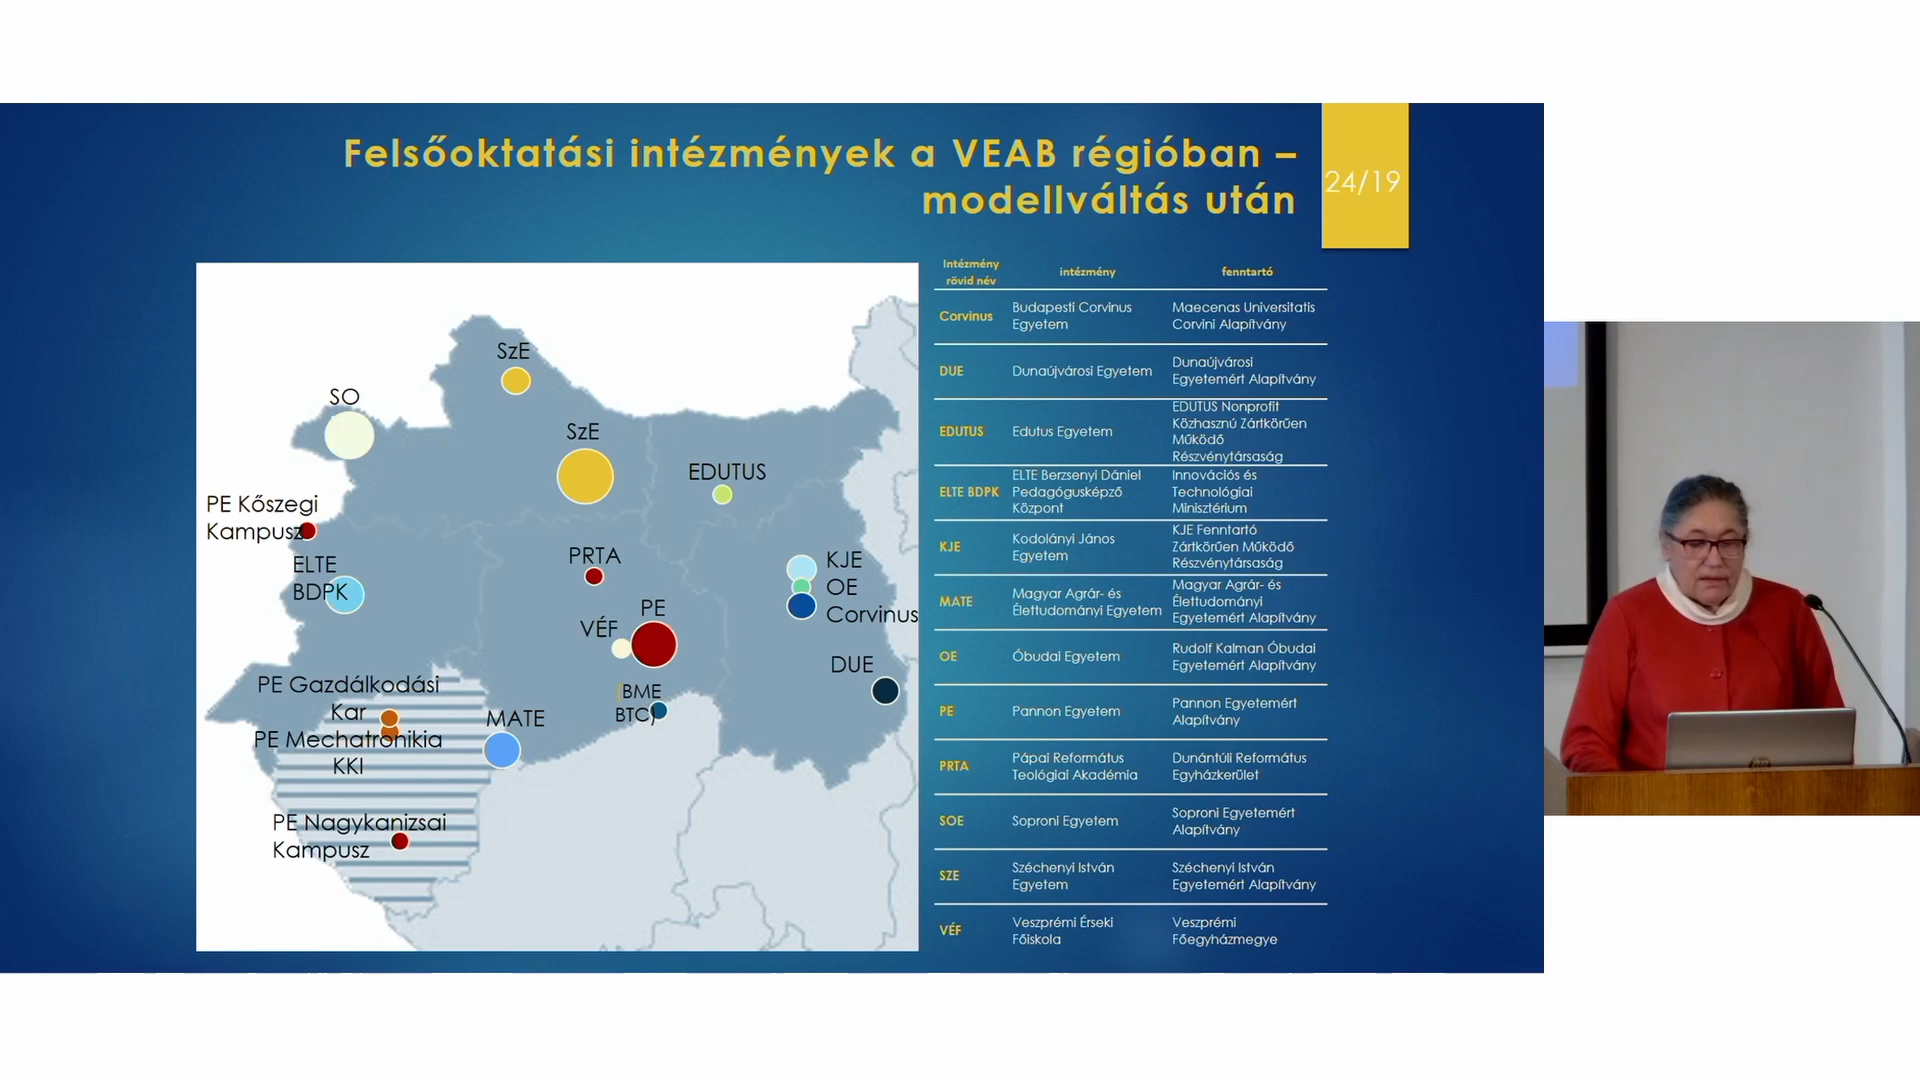 Felsőoktatási intézmények a VEAB régióban –
modellváltás után
24/19
SzE
SO
SzE
EDUTUS
PE Kőszegi
Kampusz
ELTE
BDPK
PRTA
KJE
OE
Corvinus
PE
VÉF
DUE
PE Gazdálkodási
Kar
BME
BTC)
MATE
PE Mechatronikia
KKI
PE Nagykanizsai
Kampusz
Intézmény
rövid név
intézmény
fenntartó
Corvinus
Budapesti Corvinus
Egyetem
Maecenas Universitatis
Corvini Alapítvány
DUE
Dunaújvárosi Egyetem
Dunaújvárosi
Egyetemért Alapítvány
EDUTUS
Edutus Egyetem
EDUTUS Nonprofit
Közhasznú Zártkörűen
Működő
Részvénytársaság
ELTE BDPK
ELTE Berzsenyi Dániel
Pedagógusképző
Központ
Innovációs és
Technológiai
Minisztérium
KJE
Kodolányi János
Egyetem
KJE Fenntartó
Zártkörűen Működő
Részvénytársaság
MATE
Magyar Agrár- és
Élettudományi Egyetem
Magyar Agrár- és
Élettudományi
Egyetemért Alapítvány
OE
Óbudai Egyetem
Rudolf Kalman Óbudai
Egyetemért Alapítvány
PE
Pannon Egyetem
Pannon Egyetemért
Alapítvány
PRTA
Pápai Református
Teológiai Akadémia
Dunántúli Református
Egyházkerület
SOE
Soproni Egyetem
Soproni Egyetemért
Alapítvány
SZE
Széchenyi István
Egyetem
Széchenyi István
Egyetemért Alapítvány
VÉF
Veszprémi Érseki
Főiskola
Veszprémi
Főegyházmegye
hp